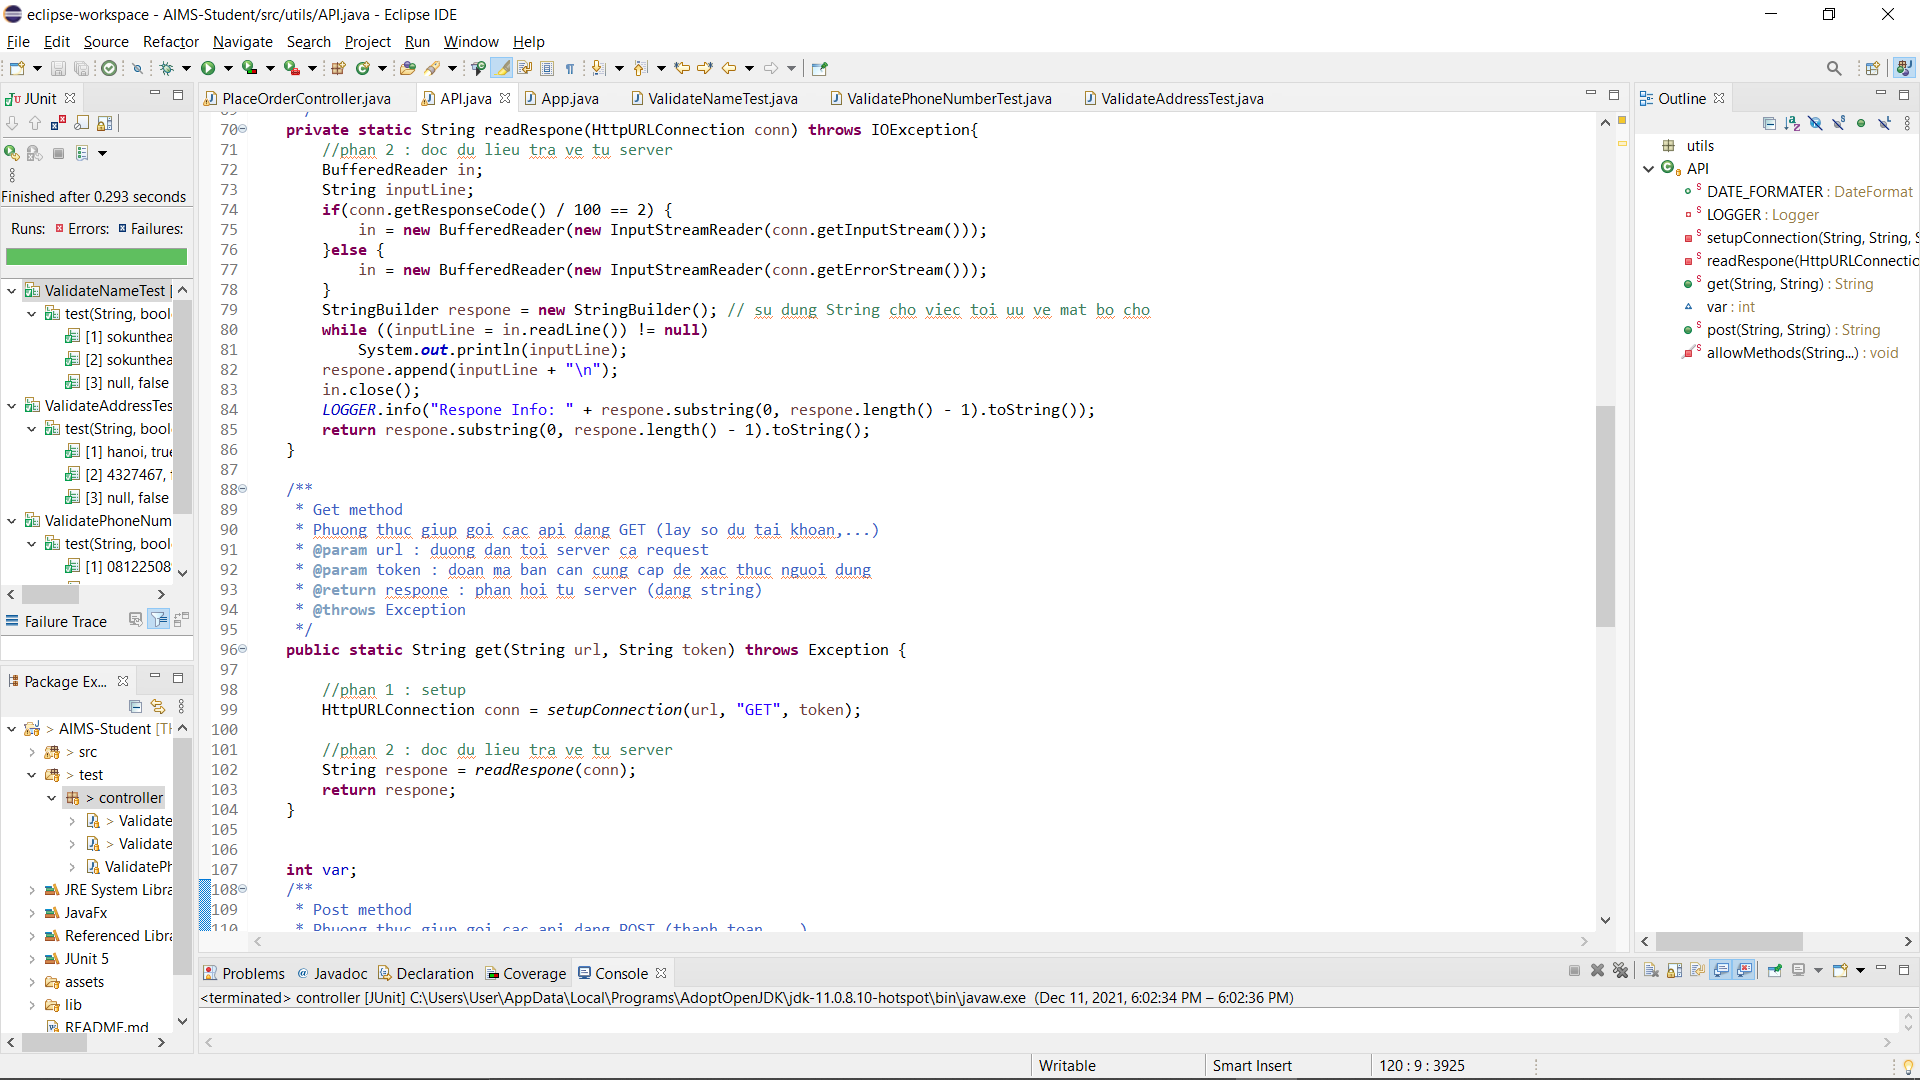 eclipse-workspace - AIMS-Student/src/utils/API.java - Eclipse IDE
File Edit Source Refactor Navigate Search Project Run Window Help
JUnit
Finished after 0.293 seconds
Runs: Errors: Failures:
ValidateNameTest [
test(String, bool
[1] sokunthea
[2] sokunthea
[3] null, false
ValidateAddressTes
test(String, bool
[1] hanoi, true
[2] 4327467,
[3] null, false
ValidatePhoneNum
test(String, bool
[1] 08122508
Failure Trace
Package Ex...
> AIMS-Student [TH
> src
> test
> controller
> Validate
> Validate
ValidatePh
JRE System Libra
JavaFx
Referenced Libra
JUnit 5
assets
lib
README.md
PlaceOrderController.java API.java App.java ValidateNameTest.java ValidatePhoneNumberTest.java ValidateAddressTest.java
69 */
70 private static String readRespone(HttpURLConnection conn) throws IOException{
71 //phan 2 : doc du lieu tra ve tu server
72 BufferedReader in;
73 String inputLine;
74 if(conn.getResponseCode() / 100 == 2) {
75 in = new BufferedReader(new InputStreamReader(conn.getInputStream()));
76 }else {
77 in = new BufferedReader(new InputStreamReader(conn.getErrorStream()));
78 }
79 StringBuilder respone = new StringBuilder(); // su dung String cho viec toi uu ve mat bo cho
80 while ((inputLine = in.readLine()) != null)
81 System.out.println(inputLine);
82 respone.append(inputLine + "\n");
83 in.close();
84 LOGGER.info("Respone Info: " + respone.substring(0, respone.length() - 1).toString());
85 return respone.substring(0, respone.length() - 1).toString();
86 }
87
88 /**
89 * Get method
90 * Phuong thuc giup goi cac api dang GET (lay so du tai khoan,...)
91 * @param url : duong dan toi server ca request
92 * @param token : doan ma ban can cung cap de xac thuc nguoi dung
93 * @return respone : phan hoi tu server (dang string)
94 * @throws Exception
95 */
96 public static String get(String url, String token) throws Exception {
97
98 //phan 1 : setup
99 HttpURLConnection conn = setupConnection(url, "GET", token);
100
101 //phan 2 : doc du lieu tra ve tu server
102 String respone = readRespone(conn);
103 return respone;
104 }
105
106
107 int var;
108 /**
109 * Post method
110 * Phuong thuc giup goi cac api dang POST (thanh toan,...)
Outline
utils
API
DATE_FORMATER : DateFormat
LOGGER : Logger
setupConnection(String, String, S
readRespone(HttpURLConnectio
get(String, String) : String
var : int
post(String, String) : String
allowMethods(String...) : void
Problems Javadoc Declaration Coverage Console
<terminated> controller [JUnit] C:\Users\User\AppData\Local\Programs\AdoptOpenJDK\jdk-11.0.8.10-hotspot\bin\javaw.exe (Dec 11, 2021, 6:02:34 PM – 6:02:36 PM)
Writable Smart Insert 120 : 9 : 3925